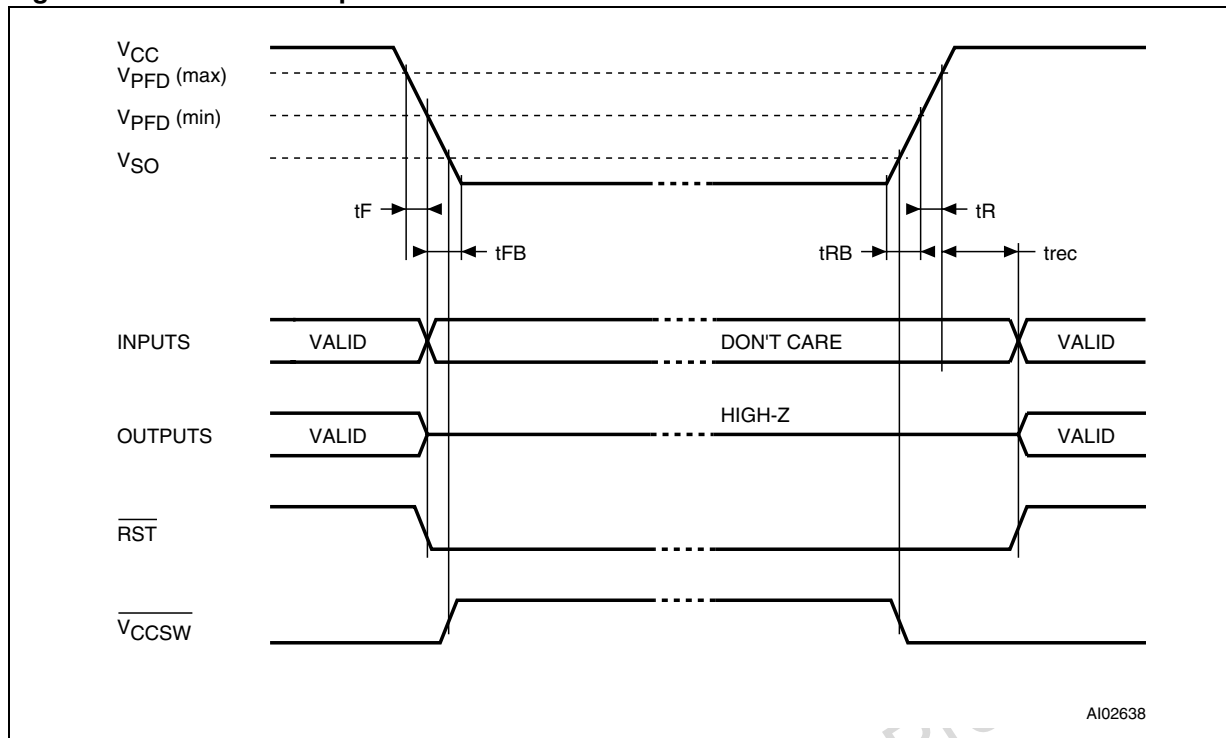 VCC
VPFD (max)
VPFD (min)
VSO
tF
tR
tFB
tRB
trec
INPUTS
VALID
DON'T CARE
VALID
HIGH-Z
OUTPUTS
VALID
VALID
RST
VCCSW
AI02638